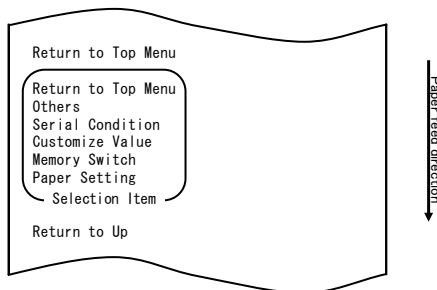 Return to Top Menu
Return to Top Menu
Others
Serial Condition
Customize Value
Memory Switch
Paper Setting
Selection Item
Return to Up
Paper feed direction